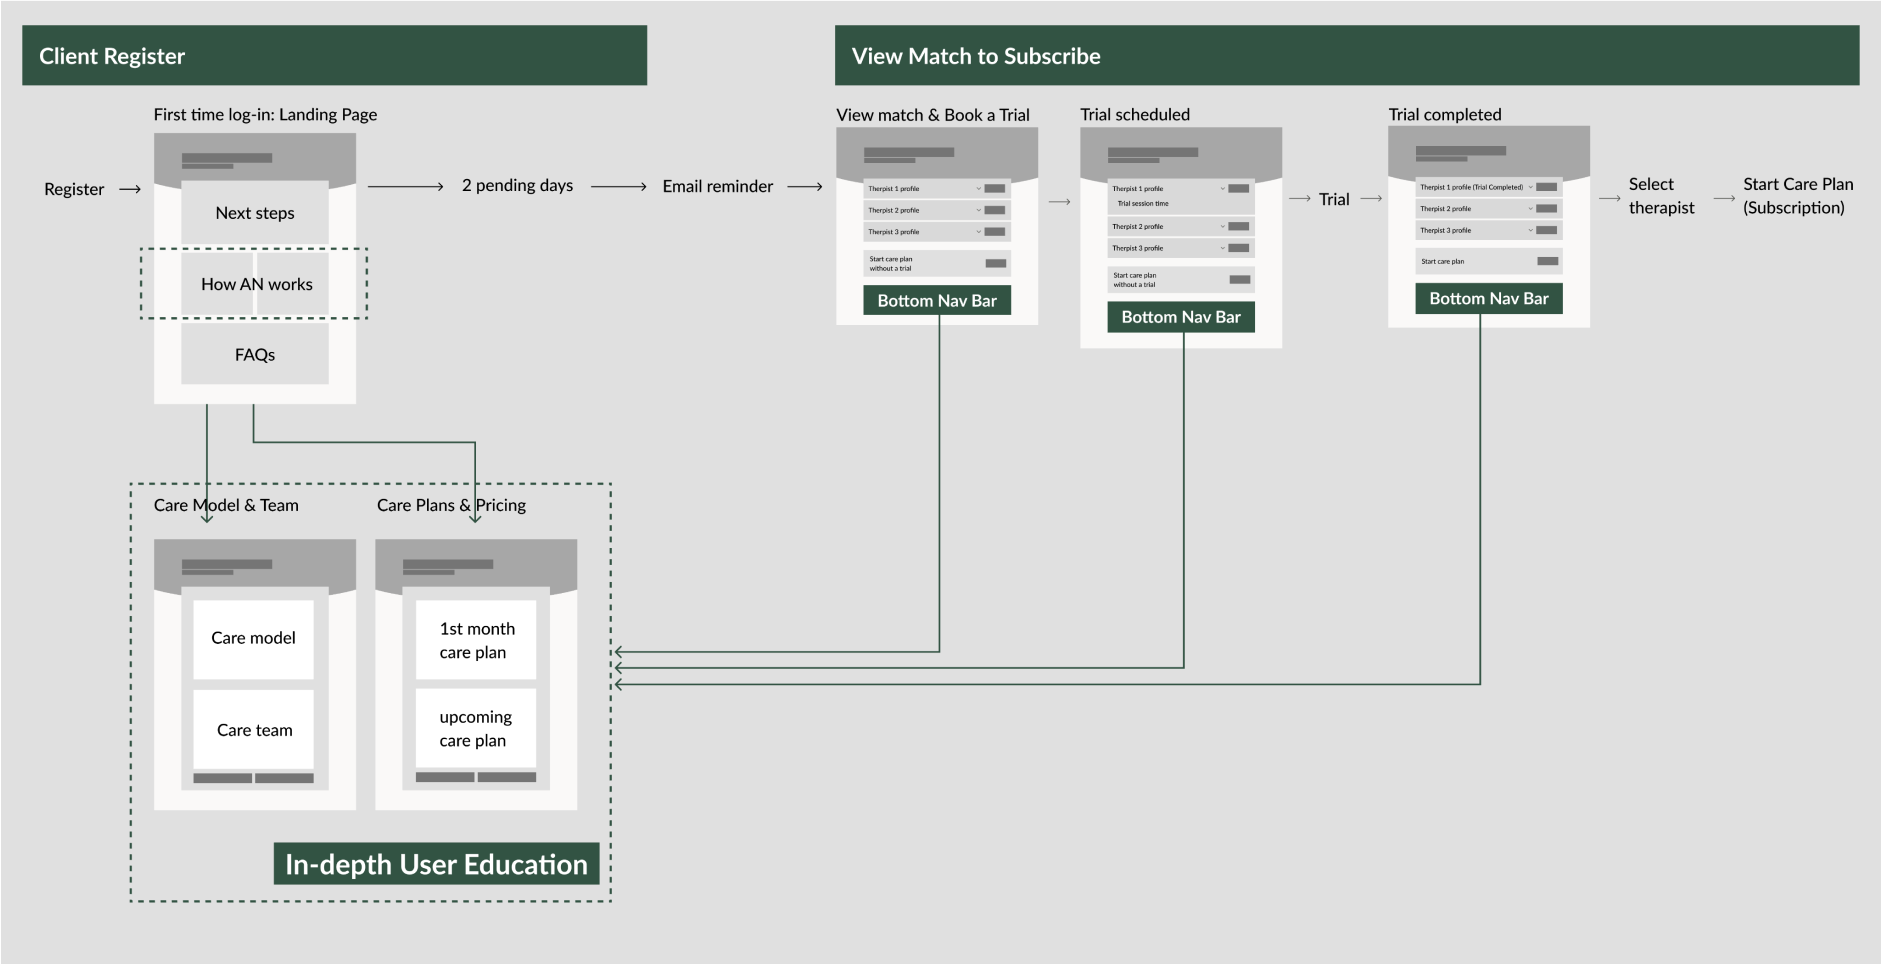 Client Register
View Match to Subscribe
First time log-in: Landing Page
Register
Next steps
How AN works
FAQs
2 pending days
Email reminder
View match & Book a Trial
Therpist 1 profile
Therpist 2 profile
Therpist 3 profile
Start care plan
without a trial
Bottom Nav Bar
Trial scheduled
Therpist 1 profile
Trial session time
Therpist 2 profile
Therpist 3 profile
Start care plan
without a trial
Bottom Nav Bar
Trial
Trial completed
Therpist 1 profile (Trial Completed)
Therpist 2 profile
Therpist 3 profile
Start care plan
Bottom Nav Bar
Select
therapist
Start Care Plan
(Subscription)
Care Model & Team
Care model
Care team
Care Plans & Pricing
1st month
care plan
upcoming
care plan
In-depth User Education